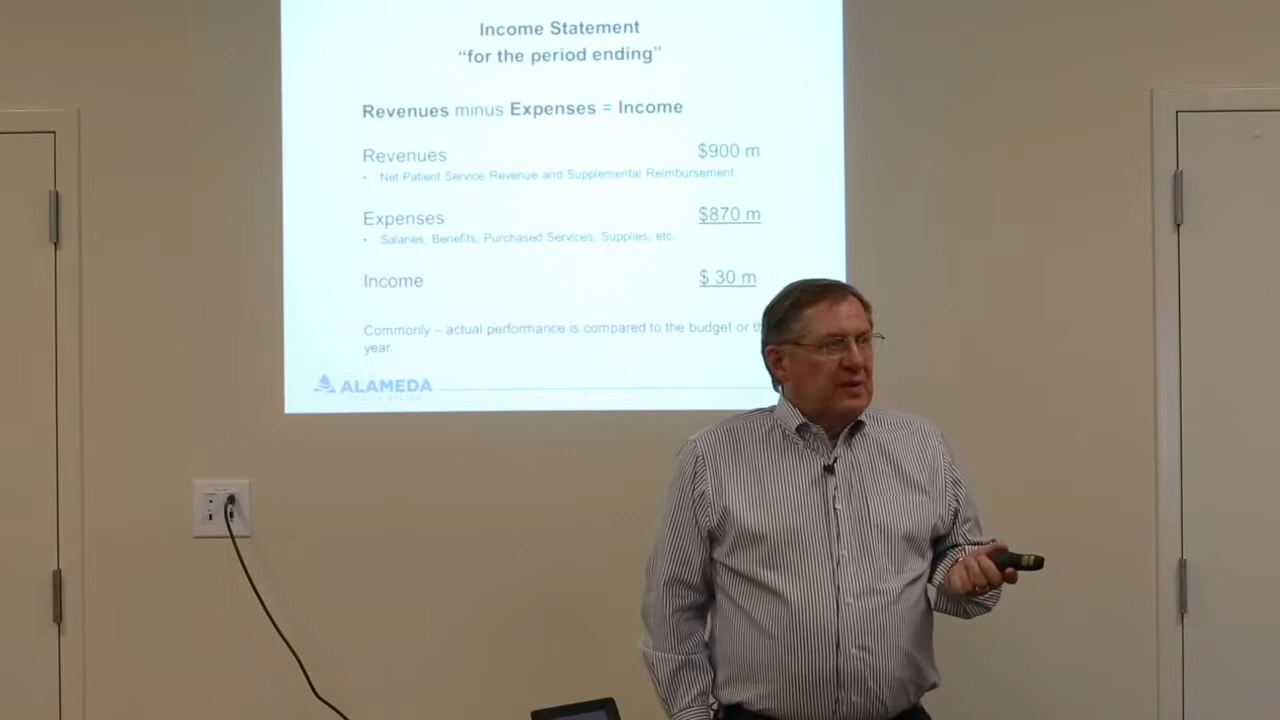 Income Statement
“for the period ending”
Revenues minus Expenses = Income
Revenues $900 m
• Net Patient Service Revenue and Supplemental Reimbursement
Expenses $870 m
• Salaries, Benefits, Purchased Services, Supplies, etc.
Income $ 30 m
Commonly – actual performance is compared to the budget or
year.
ALAMEDA